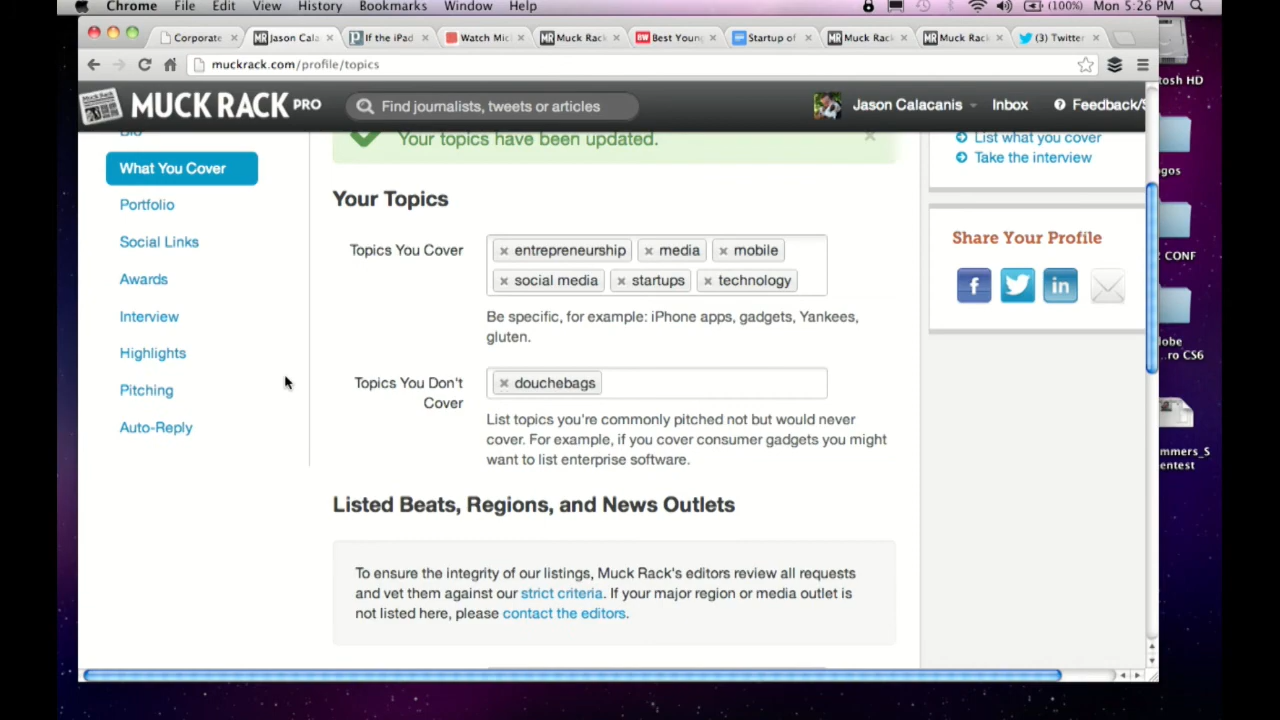 Chrome File Edit View History Bookmarks Window Help (100%) Mon 5:26 PM
Corporate Jason Cala If the iPad Watch Mic Muck Rack Best Young Startup of Muck Rac Muck Rac (3) Twitter
muckrack.com/profile/topics
tosh HD
MUCK RACK PRO Find journalists, tweets or articles Jason Calacanis Inbox Feedback/S
Bio
Your topics have been updated.
List what you cover
Take the interview
What You Cover
Portfolio
Social Links
Awards
Interview
Highlights
Pitching
Auto-Reply
Your Topics
Topics You Cover
entrepreneurship media mobile
social media startups technology
Be specific, for example: iPhone apps, gadgets, Yankees,
gluten.
Topics You Don't
Cover
douchebags
List topics you're commonly pitched not but would never
cover. For example, if you cover consumer gadgets you might
want to list enterprise software.
Listed Beats, Regions, and News Outlets
To ensure the integrity of our listings, Muck Rack's editors review all requests
and vet them against our strict criteria. If your major region or media outlet is
not listed here, please contact the editors.
Share Your Profile
f in
gos
CONF
lobe
...ro CS6
mmers_S
entest